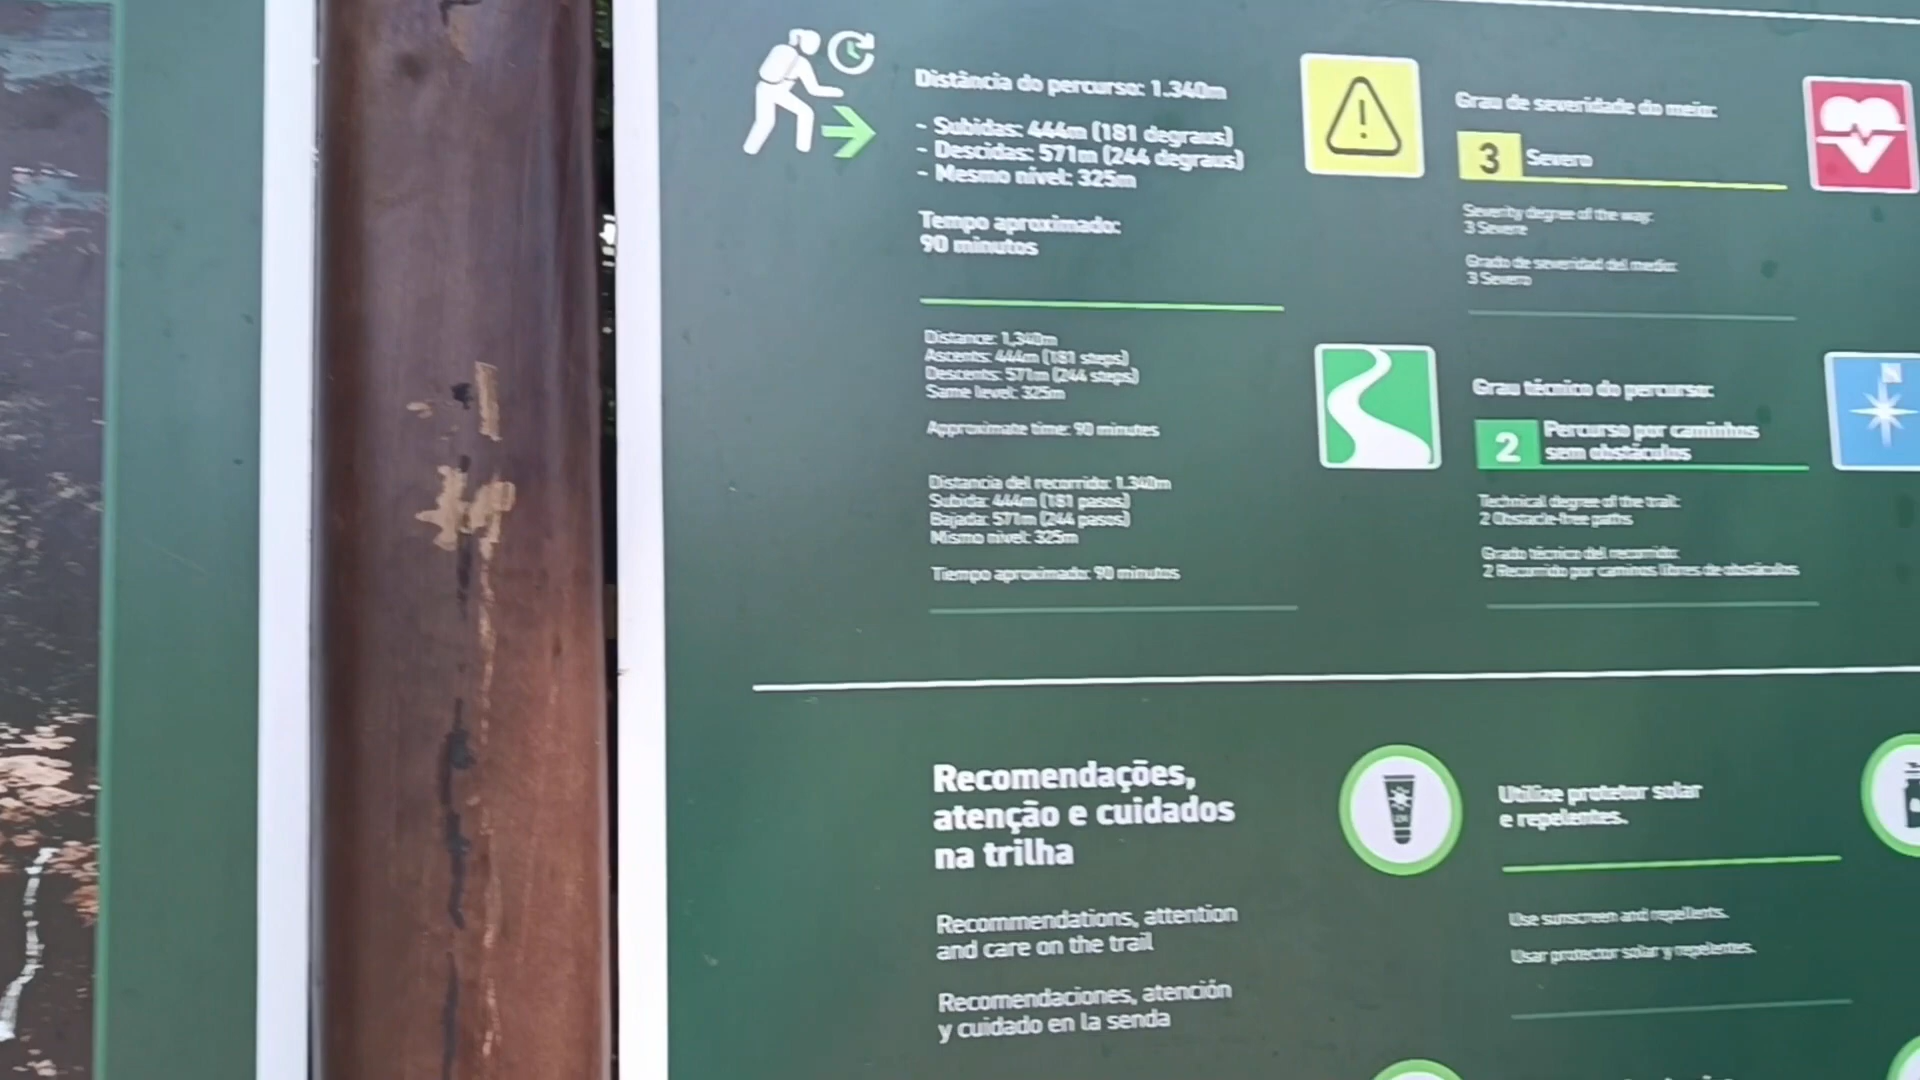 Distância do percurso: 1.340m
- Subidas: 444m (181 degraus)
- Descidas: 571m (244 degraus)
- Mesmo nível: 325m
Tempo aproximado:
90 minutos
Distance: 1,340m
Ascents: 444m (181 steps)
Descents: 571m (244 steps)
Same level: 325m
Approximate time: 90 minutes
Distancia del recorrido: 1.340m
Subida: 444m (181 pasos)
Bajada: 571m (244 pasos)
Mismo nivel: 325m
Tiempo aproximado: 90 minutos
Grau de severidade do meio:
3 Severo
Severity degree of the way:
3 Severe
Grado de severidad del medio:
3 Severo
Grau técnico do percurso:
2 Percurso por caminhos
sem obstáculos
Technical degree of the trail:
2 Obstacle-free paths
Grado técnico del recorrido:
2 Recorrido por caminos libres de obstáculos
N
Recomendações,
atenção e cuidados
na trilha
Recommendations, attention
and care on the trail
Recomendaciones, atención
y cuidado en la senda
Utilize protetor solar
e repelentes.
Use sunscreen and repellents.
Usar protector solar y repelentes.